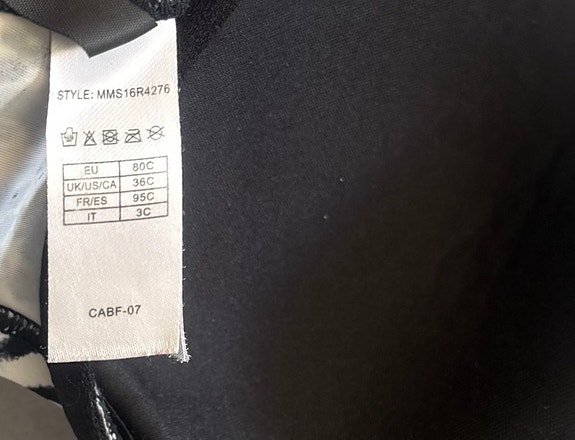 STYLE: MMS16R4276
EU 80C
UK/US/CA 36C
FR/ES 95C
IT 3C
CABF-07